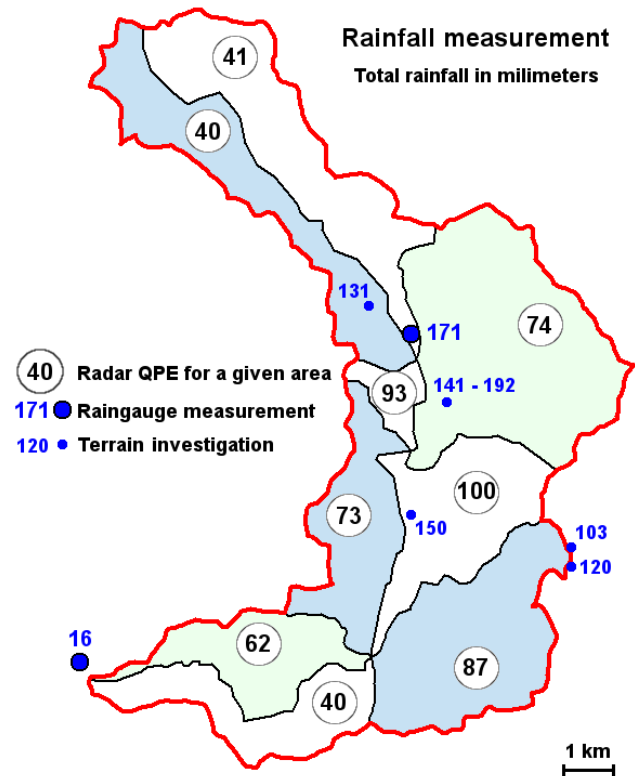 Rainfall measurement
Total rainfall in milimeters
41
40
131
171
74
40 Radar QPE for a given area
171 Raingauge measurement
120 Terrain investigation
93
141 - 192
100
73
150
103
120
16
62
87
40
1 km